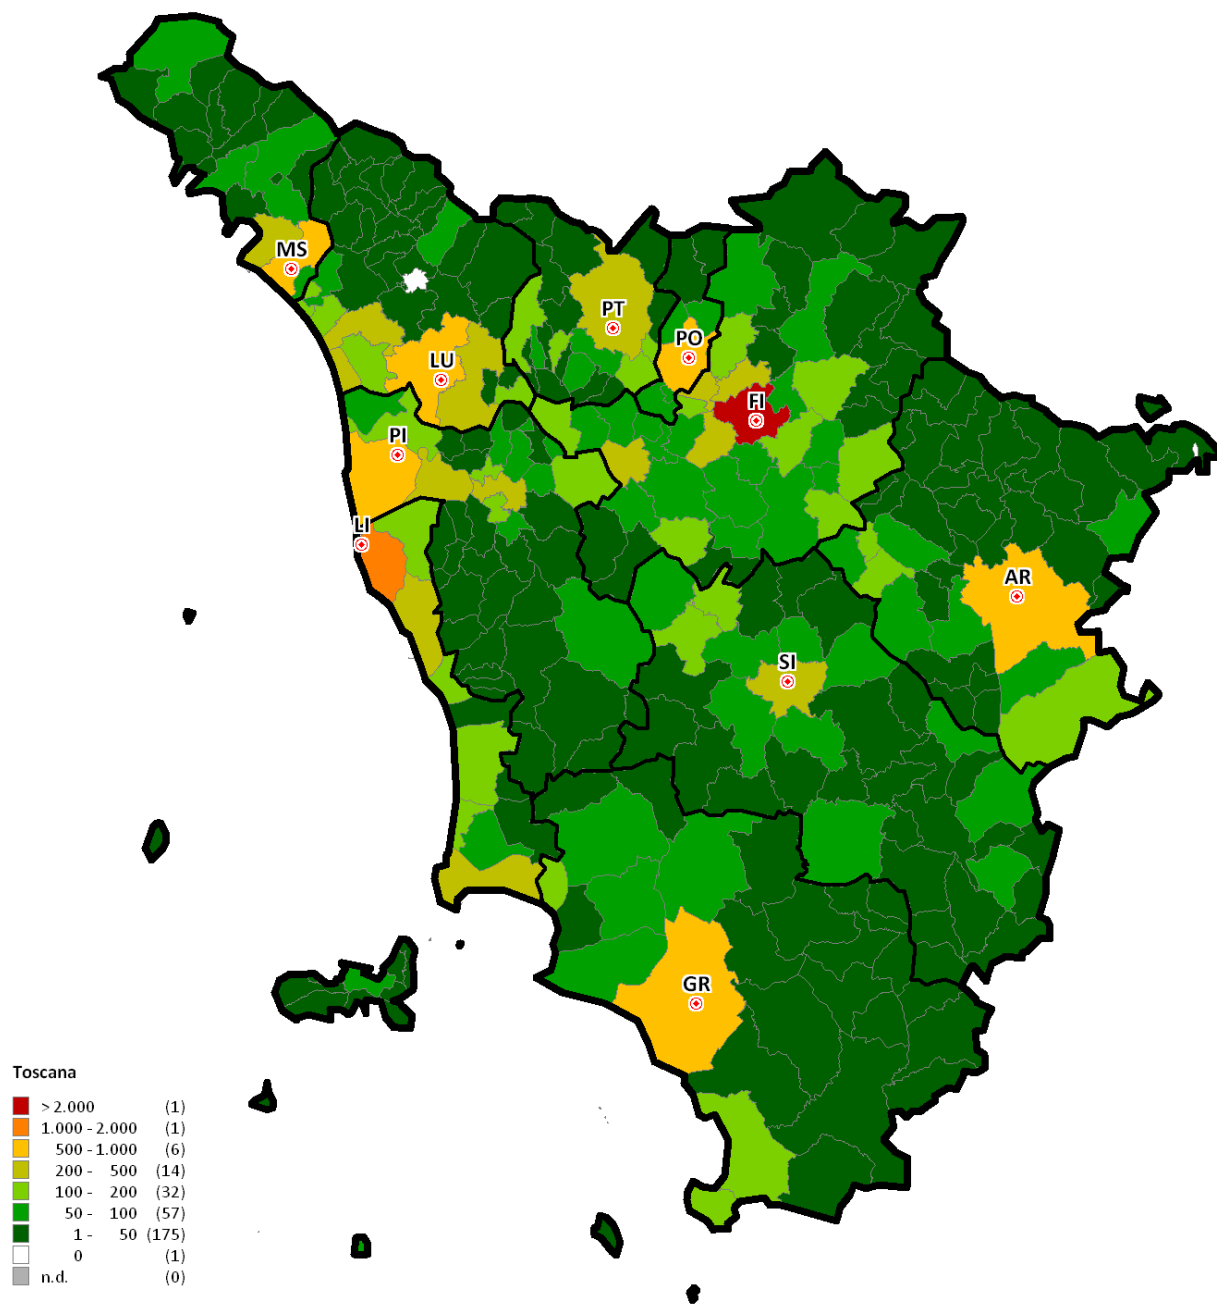 MS
PT
PO
LU
FI
PI
LI
AR
SI
GR
Toscana
> 2.000 (1)
1.000 - 2.000 (1)
500 - 1.000 (6)
200 - 500 (14)
100 - 200 (32)
50 - 100 (57)
1 - 50 (175)
0 (1)
n.d. (0)